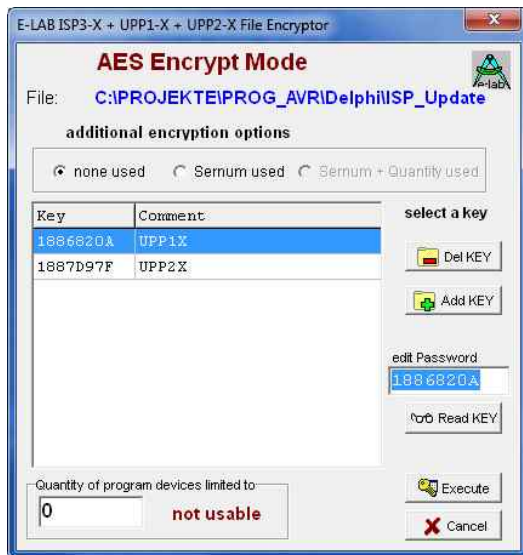 E-LAB ISP3-X + UPP1-X + UPP2-X File Encryptor
AES Encrypt Mode
e-lab
File: C:\PROJEKTE\PROG_AVR\Delphi\ISP_Update
additional encryption options
none used Sernum used Sernum + Quantity used
Key Comment select a key
1886820A UPP1X
1887D97F UPP2X
Del KEY
Add KEY
edit Password
1886820A
Read KEY
Quantity of program devices limited to
0 not usable
Execute
Cancel